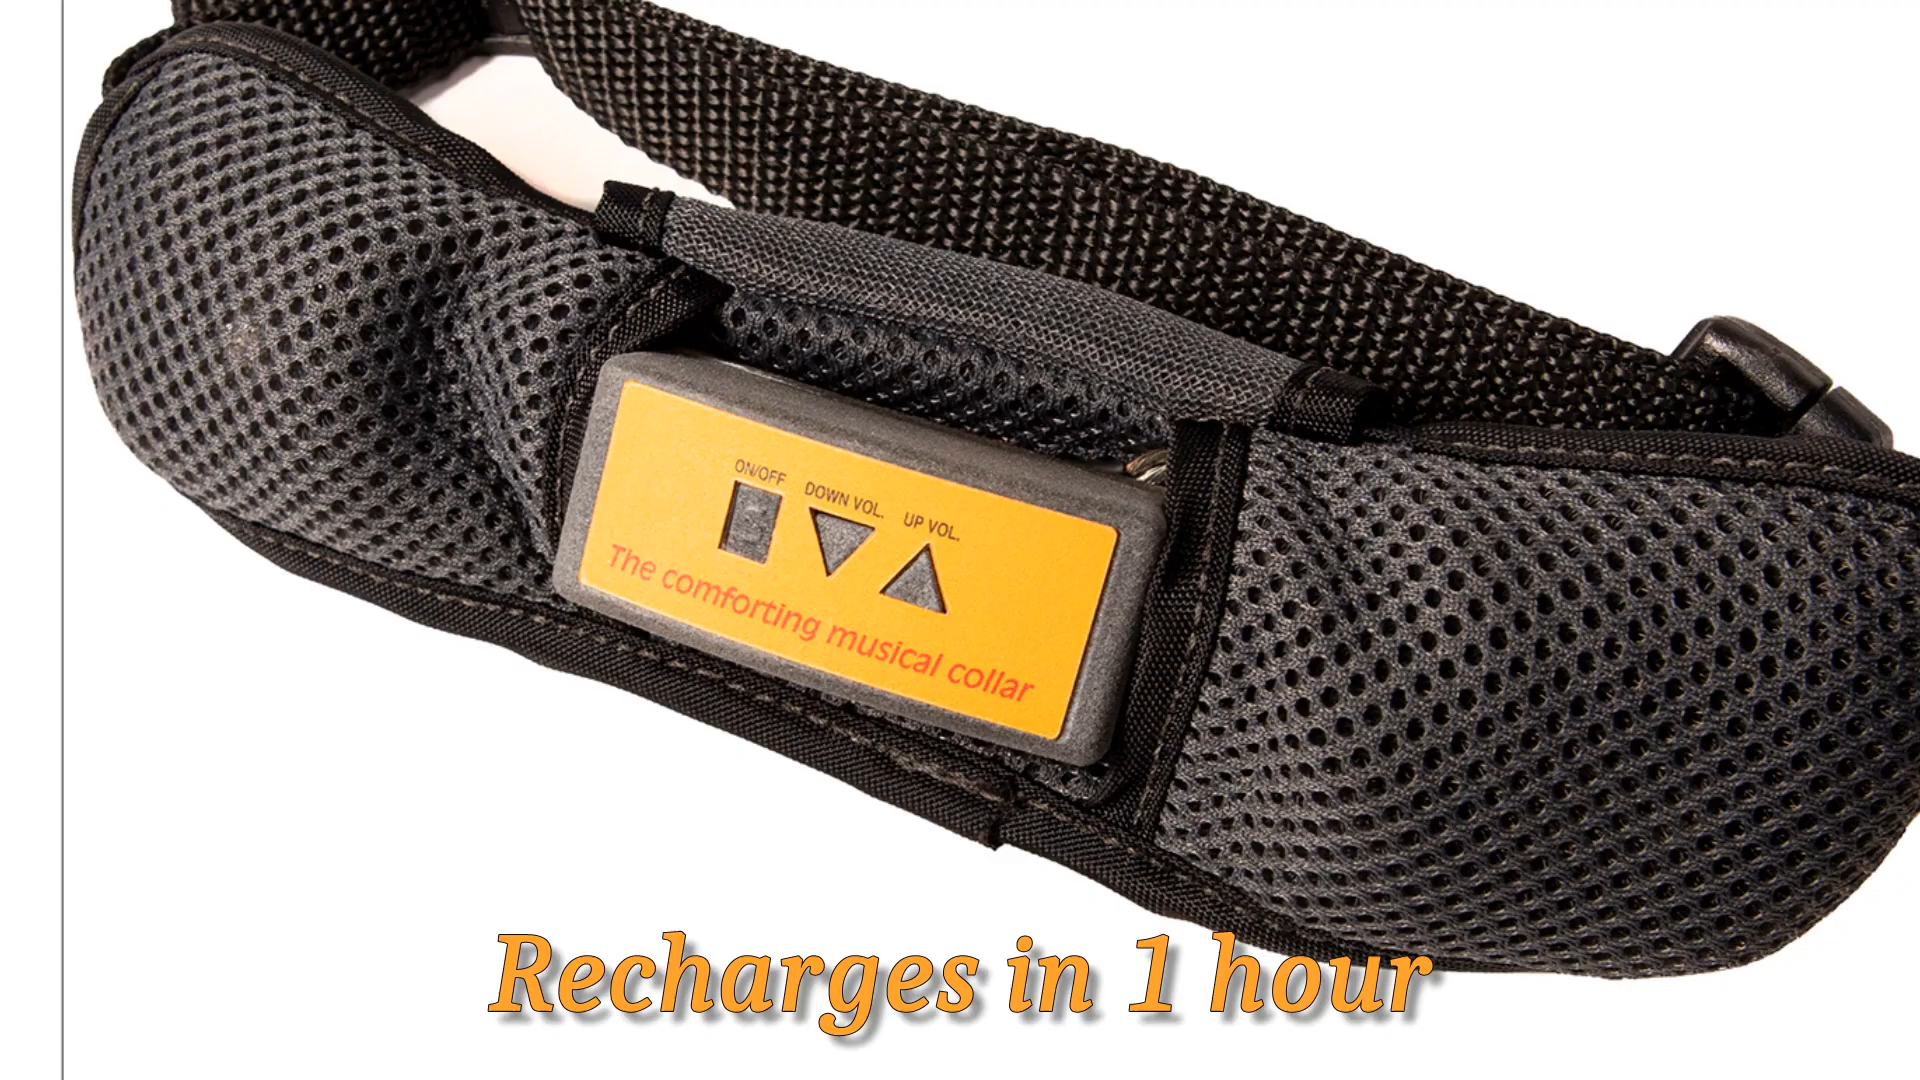 ON/OFF DOWN VOL. UP VOL.
The comforting musical collar
Recharges in 1 hour